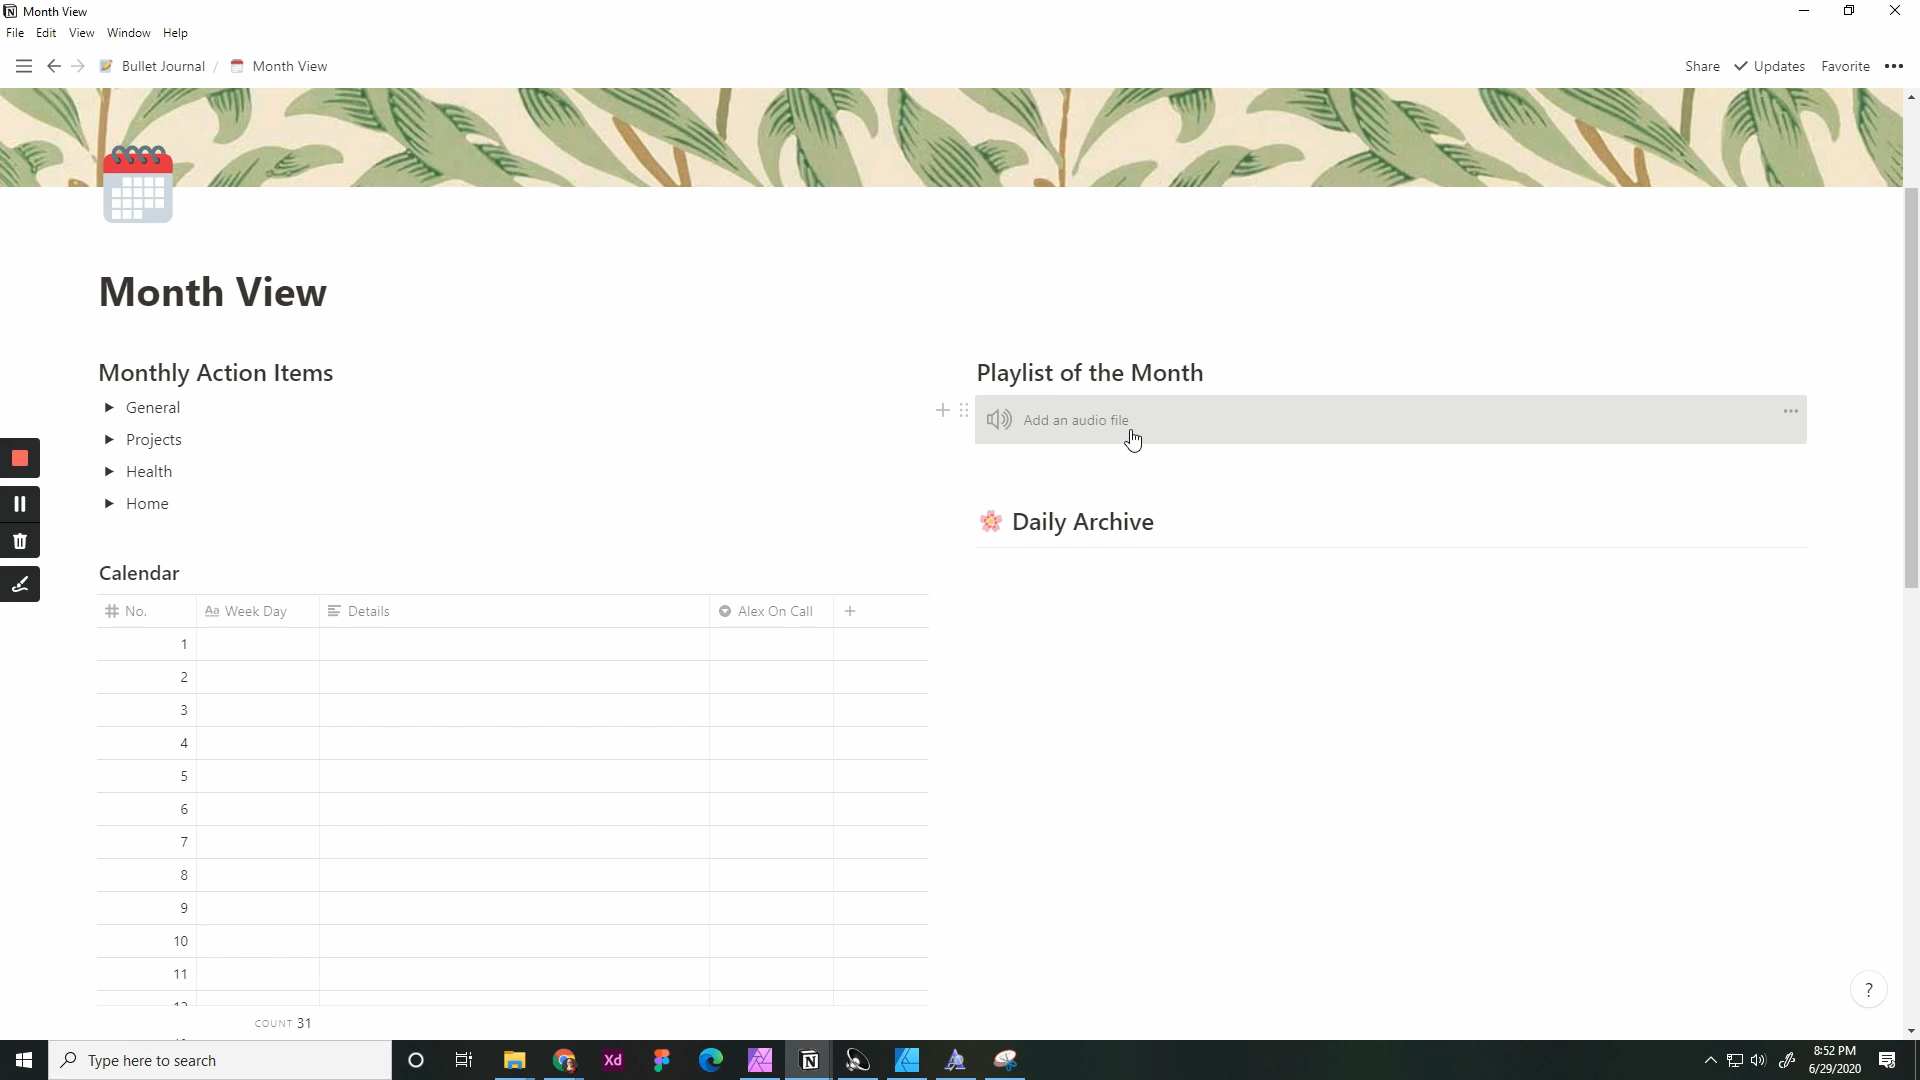 Month View
File Edit View Window Help
Bullet Journal / Month View
Share Updates Favorite
Month View
Monthly Action Items
General
Projects
Health
Home
Playlist of the Month
Add an audio file
Daily Archive
Calendar
No. Week Day Details Alex On Call
1
2
3
4
5
6
7
8
9
10
11
COUNT 31
?
Type here to search
Xd
8:52 PM
6/29/2020